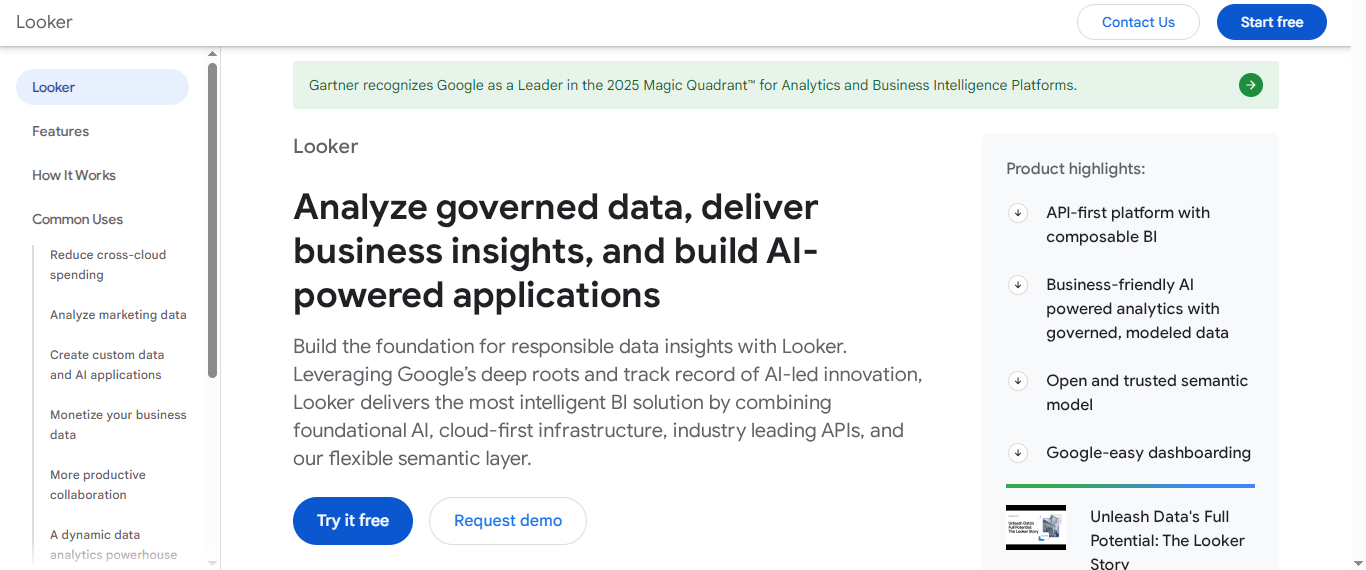 Looker
Contact Us
Start free
Looker
Features
How It Works
Common Uses
Reduce cross-cloud
spending
Analyze marketing data
Create custom data
and AI applications
Monetize your business
data
More productive
collaboration
A dynamic data
analytics powerhouse
Gartner recognizes Google as a Leader in the 2025 Magic Quadrant™ for Analytics and Business Intelligence Platforms.
Looker
Analyze governed data, deliver
business insights, and build AI-
powered applications
Build the foundation for responsible data insights with Looker.
Leveraging Google’s deep roots and track record of AI-led innovation,
Looker delivers the most intelligent BI solution by combining
foundational AI, cloud-first infrastructure, industry leading APIs, and
our flexible semantic layer.
Try it free
Request demo
Product highlights:
API-first platform with
composable BI
Business-friendly AI
powered analytics with
governed, modeled data
Open and trusted semantic
model
Google-easy dashboarding
Unleash Data's Full
Potential: The Looker
Story
Unleash Data's Full
Potential: The Looker
Story